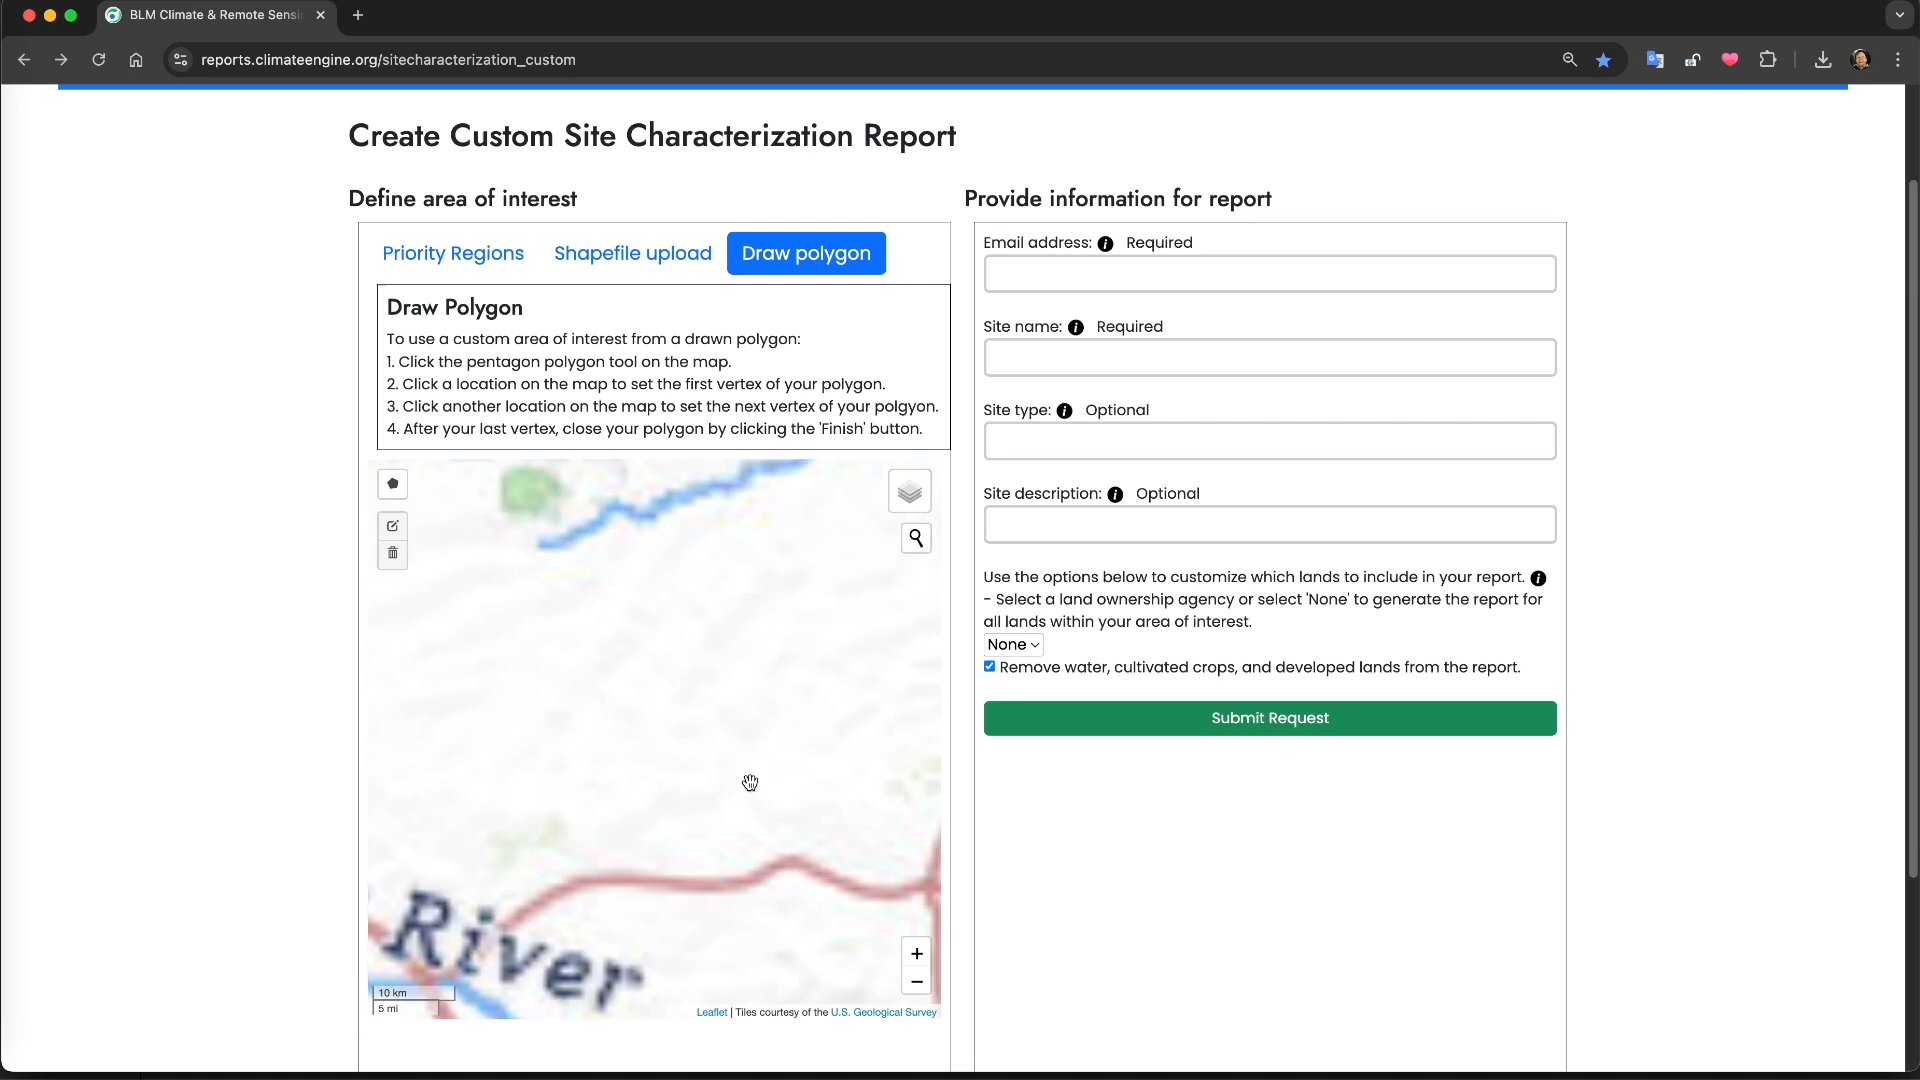 BLM Climate & Remote Sensi
reports.climateengine.org/sitecharacterization_custom
Create Custom Site Characterization Report
Define area of interest
Provide information for report
Priority Regions
Shapefile upload
Draw polygon
Draw Polygon
To use a custom area of interest from a drawn polygon:
1. Click the pentagon polygon tool on the map.
2. Click a location on the map to set the first vertex of your polygon.
3. Click another location on the map to set the next vertex of your polgyon.
4. After your last vertex, close your polygon by clicking the 'Finish' button.
River
10 km
5 mi
+
−
Leaflet | Tiles courtesy of the U.S. Geological Survey
Email address: i Required
Site name: i Required
Site type: i Optional
Site description: i Optional
Use the options below to customize which lands to include in your report. i
- Select a land ownership agency or select 'None' to generate the report for
all lands within your area of interest.
None
Remove water, cultivated crops, and developed lands from the report.
Submit Request